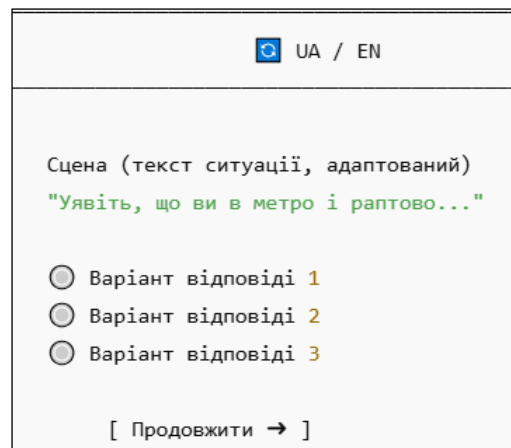 🔄 UA / EN
Сцена (текст ситуації, адаптований)
"Уявіть, що ви в метро і раптово..."
Варіант відповіді 1
Варіант відповіді 2
Варіант відповіді 3
[ Продовжити → ]